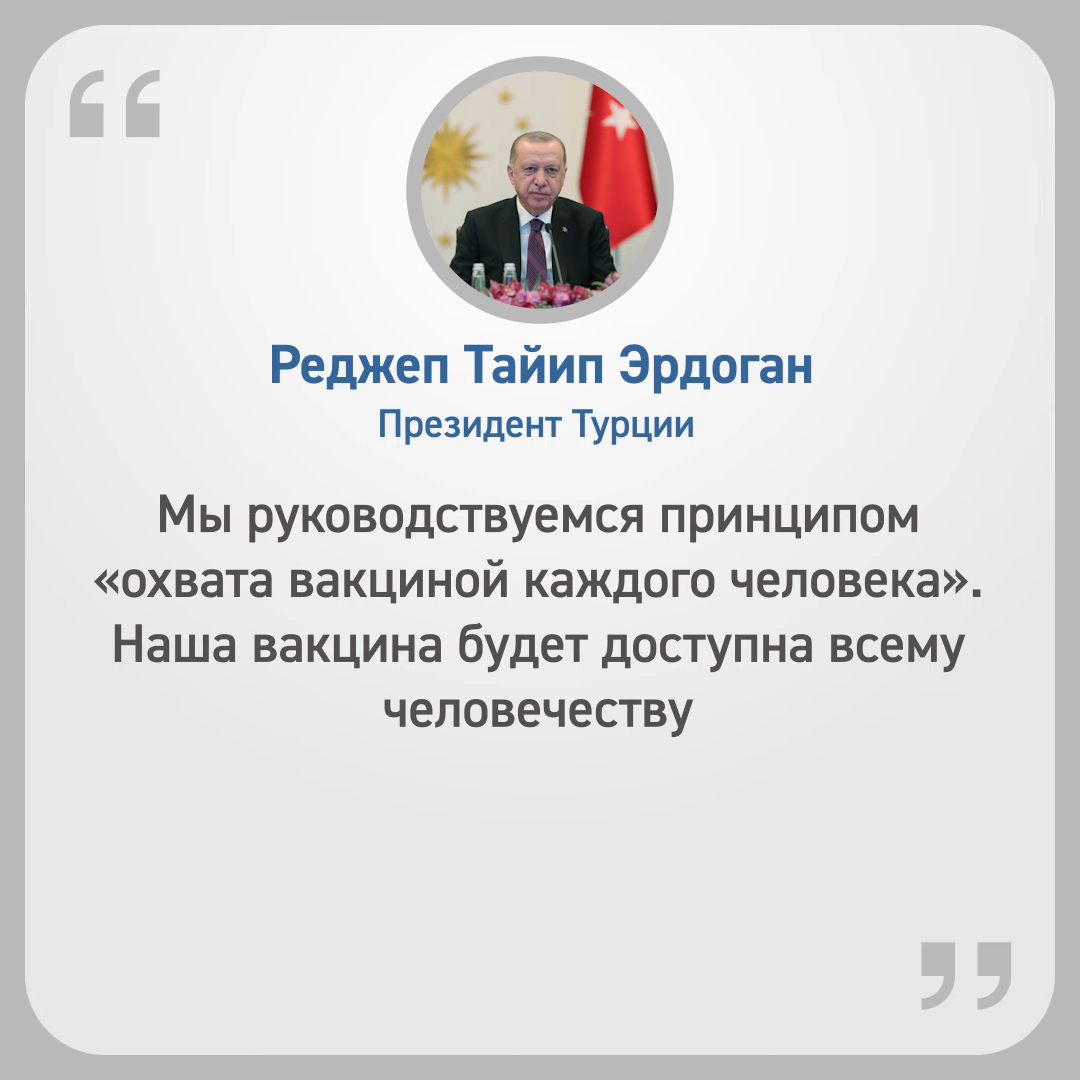 “
Реджеп Тайип Эрдоган
Президент Турции
Мы руководствуемся принципом
«охвата вакциной каждого человека».
Наша вакцина будет доступна всему
человечеству
”